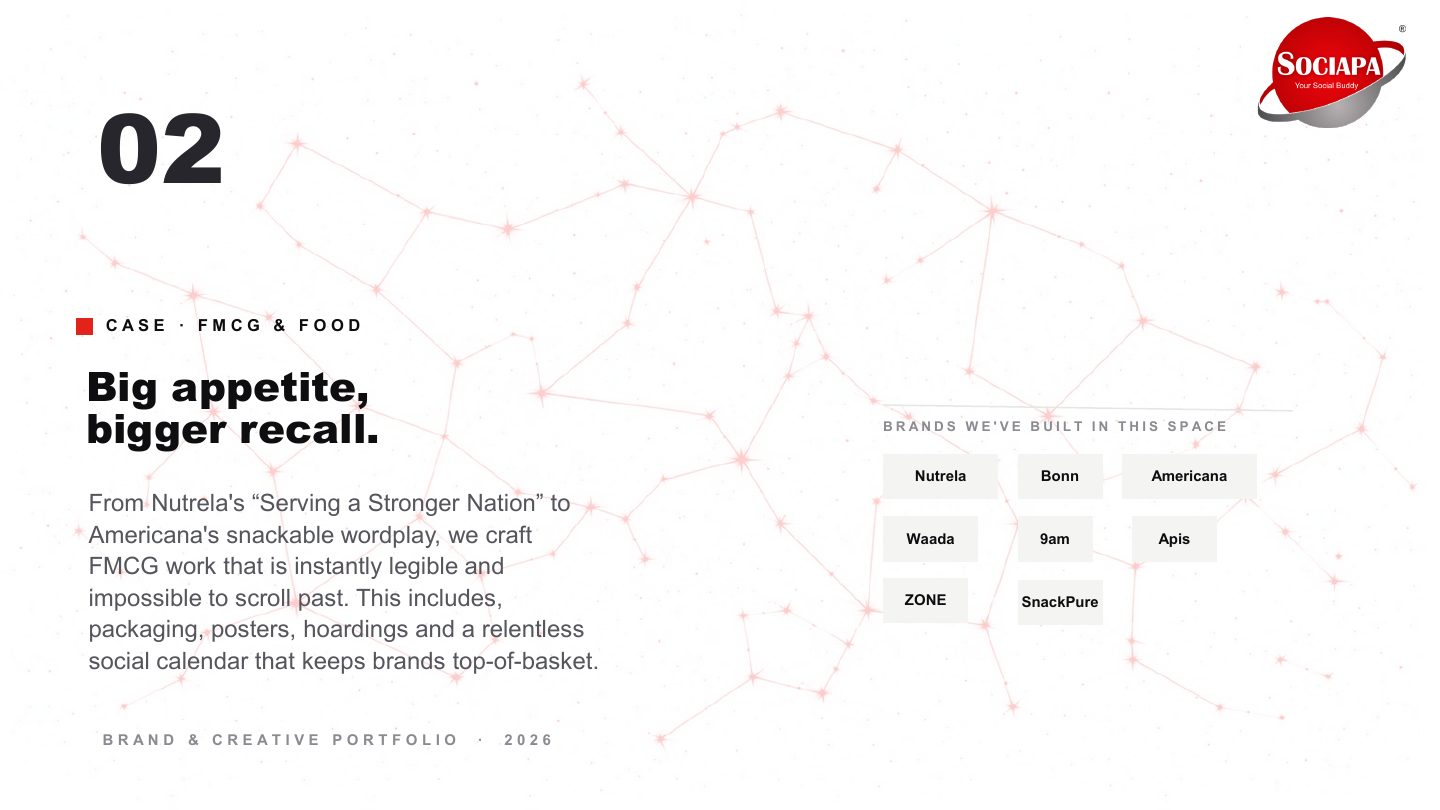 SOCIAPA
®
Your Social Buddy
02
CASE · FMCG & FOOD
Big appetite,
bigger recall.
From Nutrela's “Serving a Stronger Nation” to
Americana's snackable wordplay, we craft
FMCG work that is instantly legible and
impossible to scroll past. This includes,
packaging, posters, hoardings and a relentless
social calendar that keeps brands top-of-basket.
BRANDS WE'VE BUILT IN THIS SPACE
Nutrela Bonn Americana
Waada 9am Apis
ZONE SnackPure
BRAND & CREATIVE PORTFOLIO · 2026